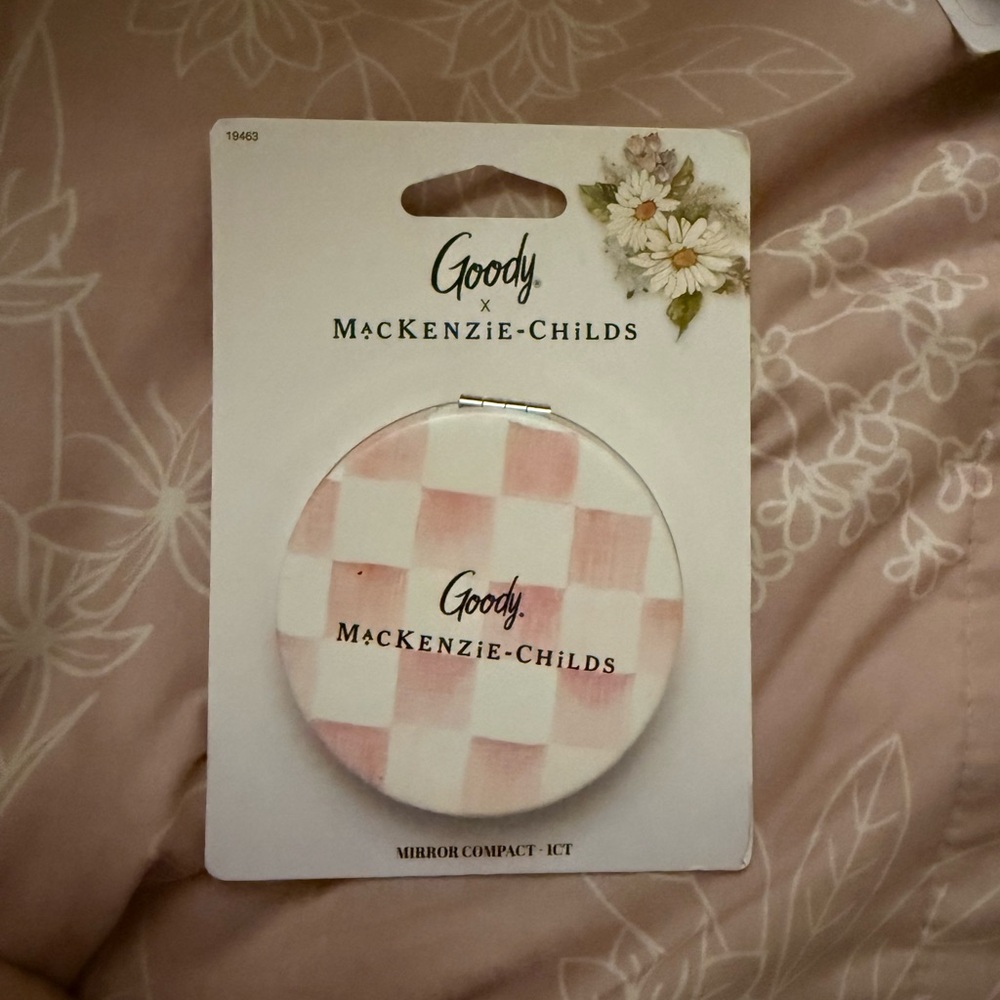 19463
Goody®
X
MACKENZiE-CHiLDS
Goody.
MACKENZiE-CHiLDS
MIRROR COMPACT - 1CT